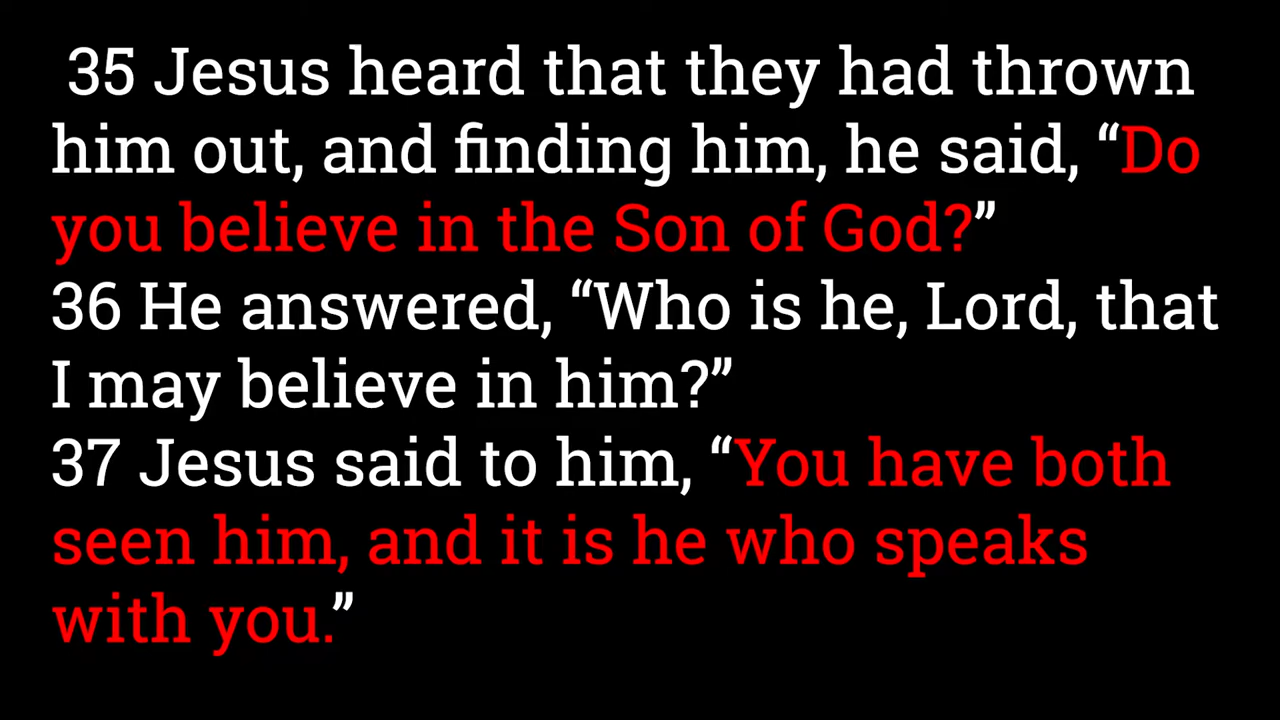 35 Jesus heard that they had thrown
him out, and finding him, he said, “Do
you believe in the Son of God?”
36 He answered, “Who is he, Lord, that
I may believe in him?”
37 Jesus said to him, “You have both
seen him, and it is he who speaks
with you.”